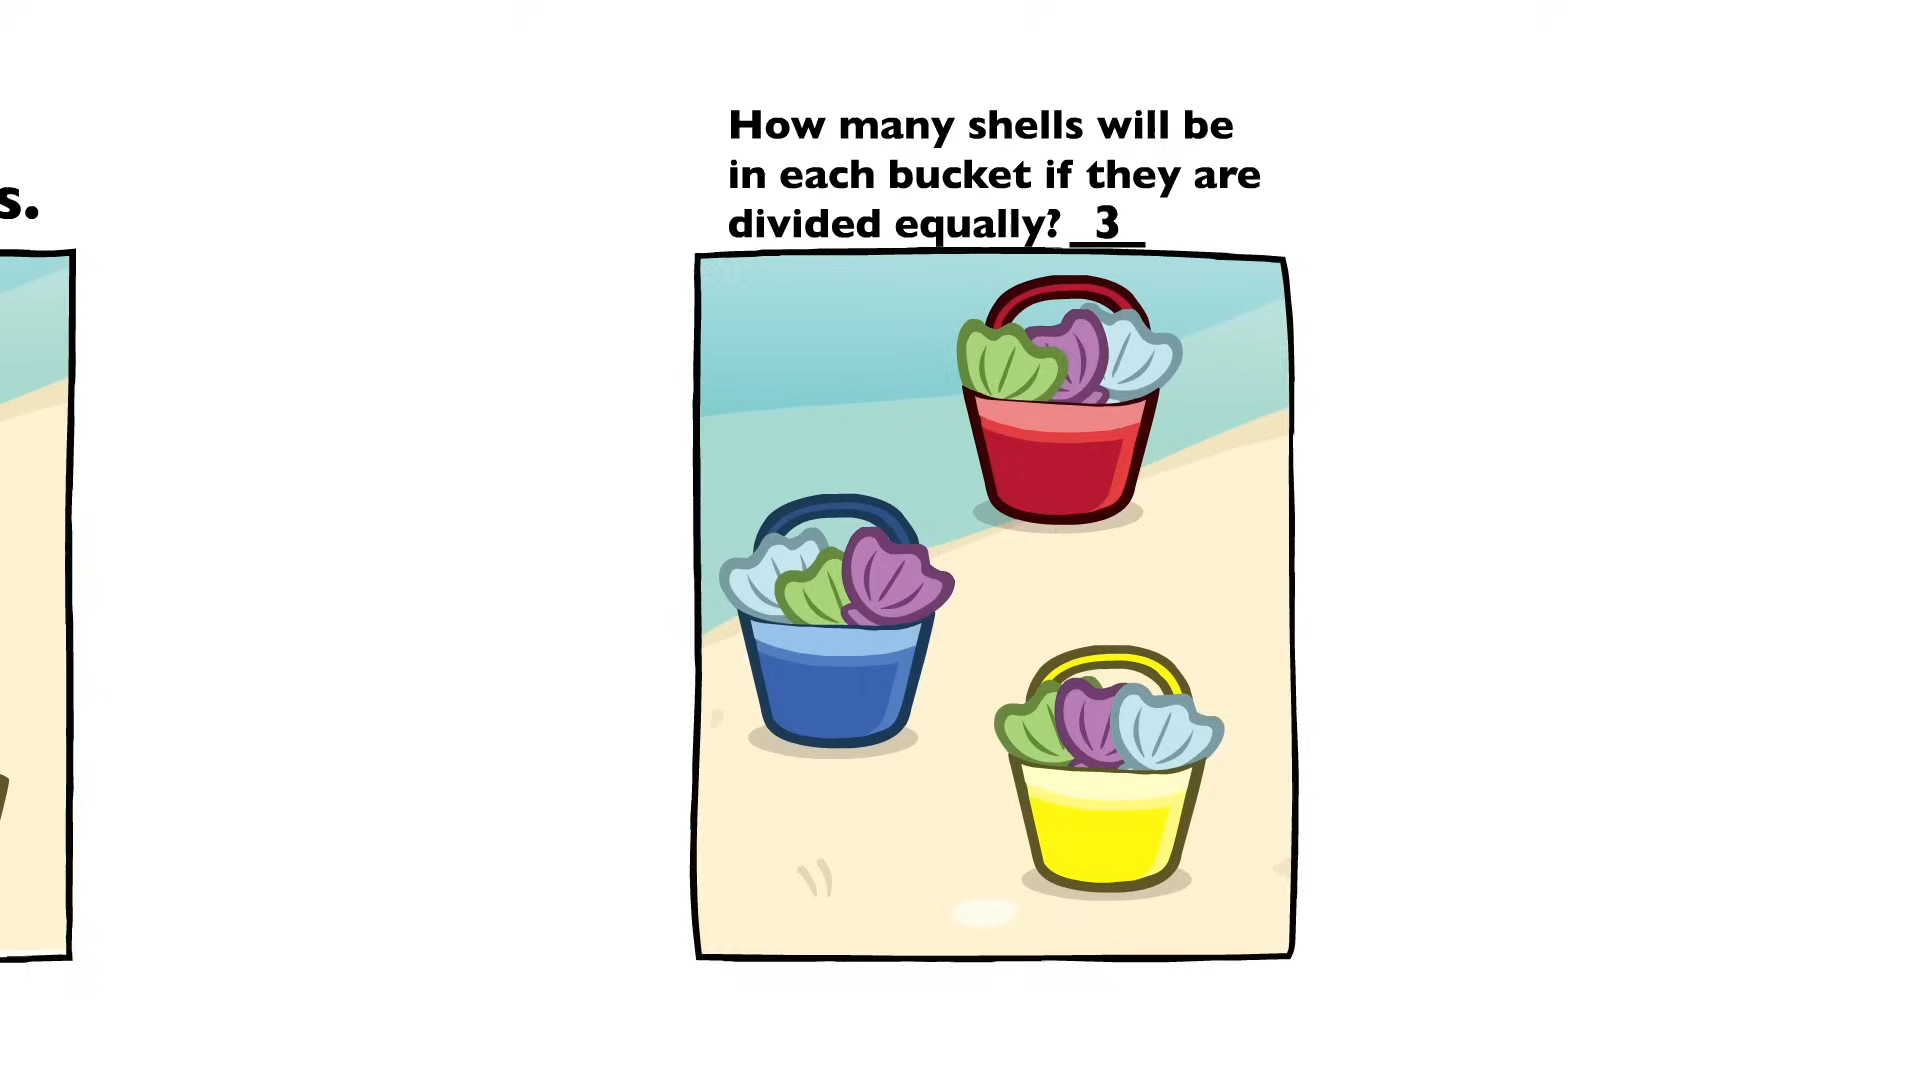 s.
How many shells will be
in each bucket if they are
divided equally? 3